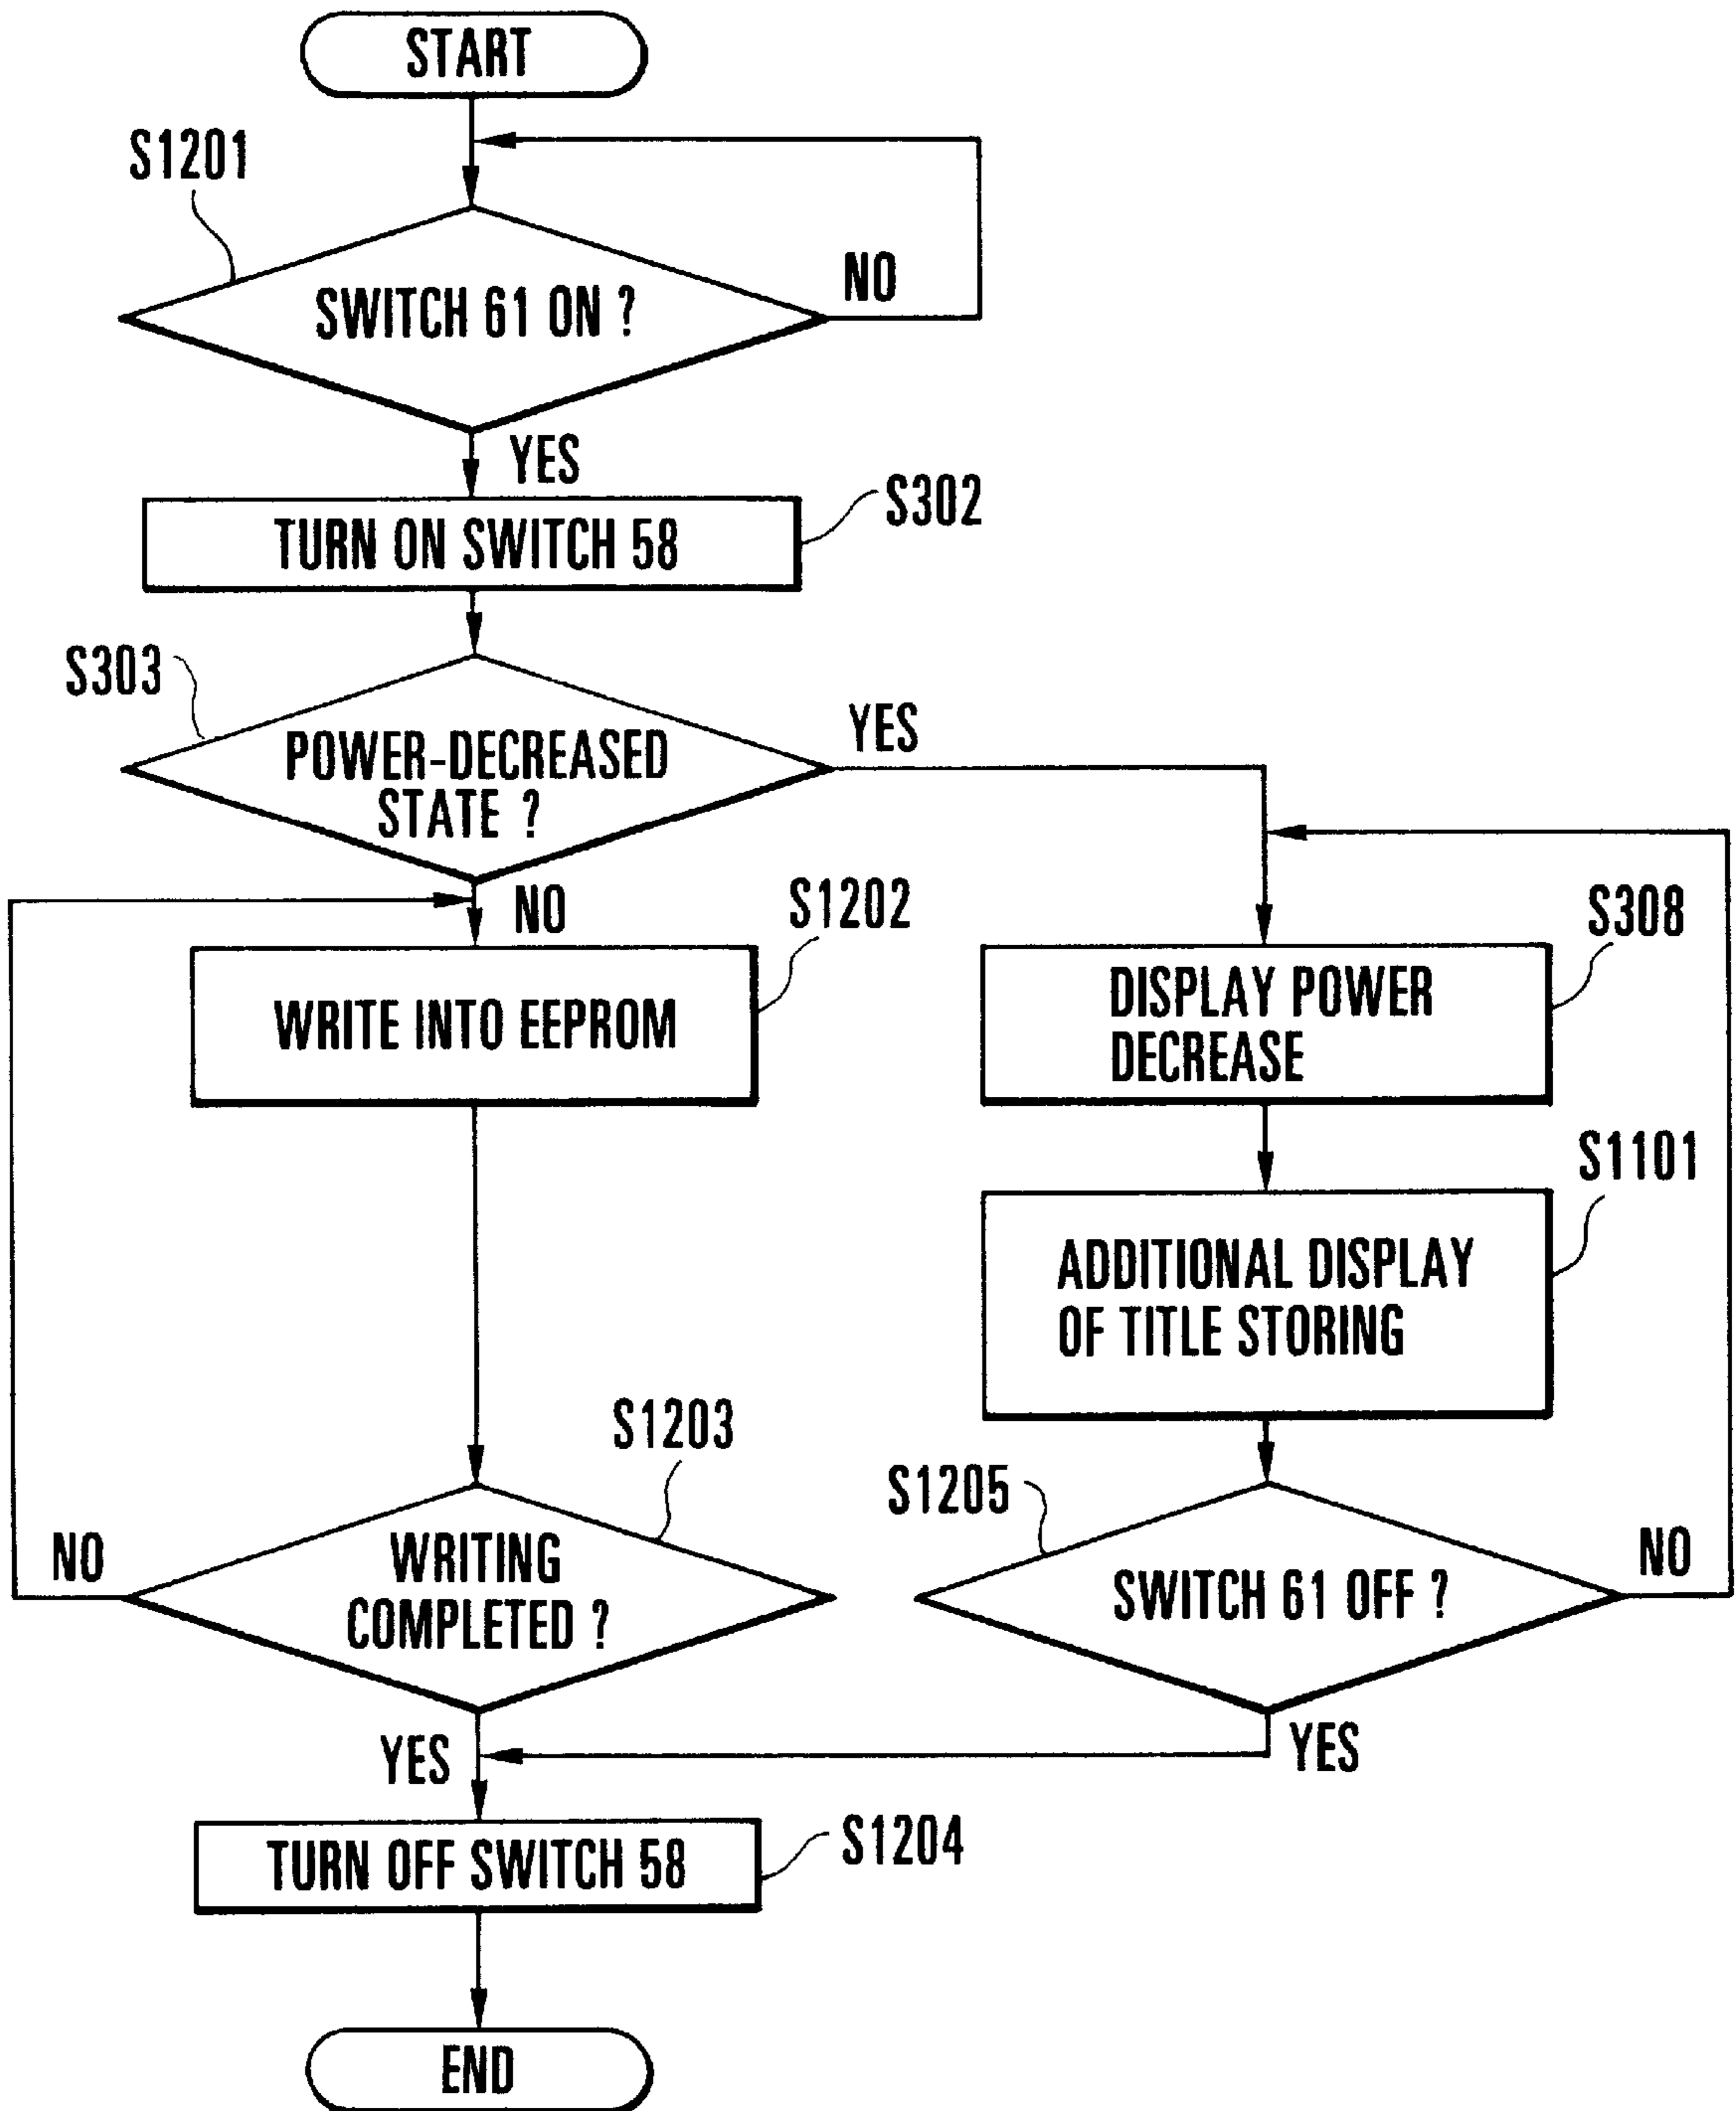 START
S1201
SWITCH 61 ON ?
NO
YES
S302
TURN ON SWITCH 58
S303
POWER-DECREASED
STATE ?
YES
NO
S1202
WRITE INTO EEPROM
S308
DISPLAY POWER
DECREASE
S1101
ADDITIONAL DISPLAY
OF TITLE STORING
S1203
WRITING
COMPLETED ?
NO
S1205
SWITCH 61 OFF ?
NO
YES
YES
S1204
TURN OFF SWITCH 58
END